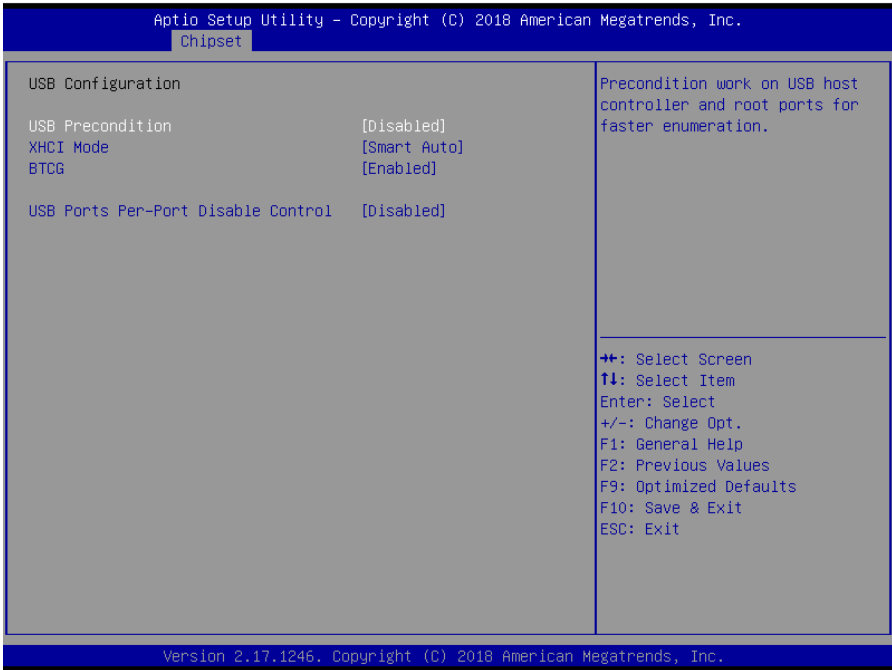 Aptio Setup Utility – Copyright (C) 2018 American Megatrends, Inc.
Chipset
USB Configuration
USB Precondition [Disabled]
XHCI Mode [Smart Auto]
BTCG [Enabled]
USB Ports Per-Port Disable Control [Disabled]
Precondition work on USB host
controller and root ports for
faster enumeration.
→←: Select Screen
↑↓: Select Item
Enter: Select
+/-: Change Opt.
F1: General Help
F2: Previous Values
F9: Optimized Defaults
F10: Save & Exit
ESC: Exit
Version 2.17.1246. Copyright (C) 2018 American Megatrends, Inc.